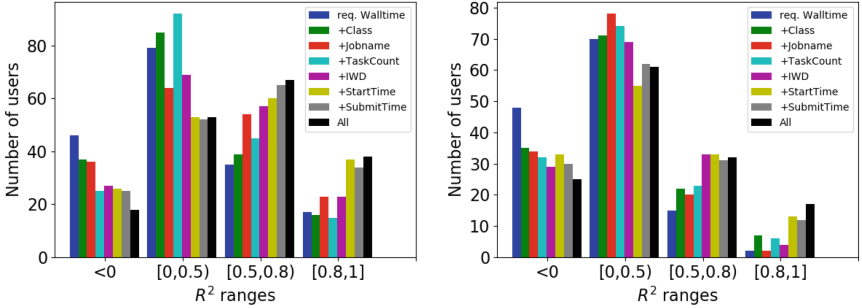 Number of users
80
60
40
20
0
<0
[0,0.5)
[0.5,0.8)
[0.8,1]
R² ranges
req. Walltime
+Class
+Jobname
+TaskCount
+IWD
+StartTime
+SubmitTime
All
Number of users
80
70
60
50
40
30
20
10
0
<0
[0,0.5)
[0.5,0.8)
[0.8,1]
R² ranges
req. Walltime
+Class
+Jobname
+TaskCount
+IWD
+StartTime
+SubmitTime
All